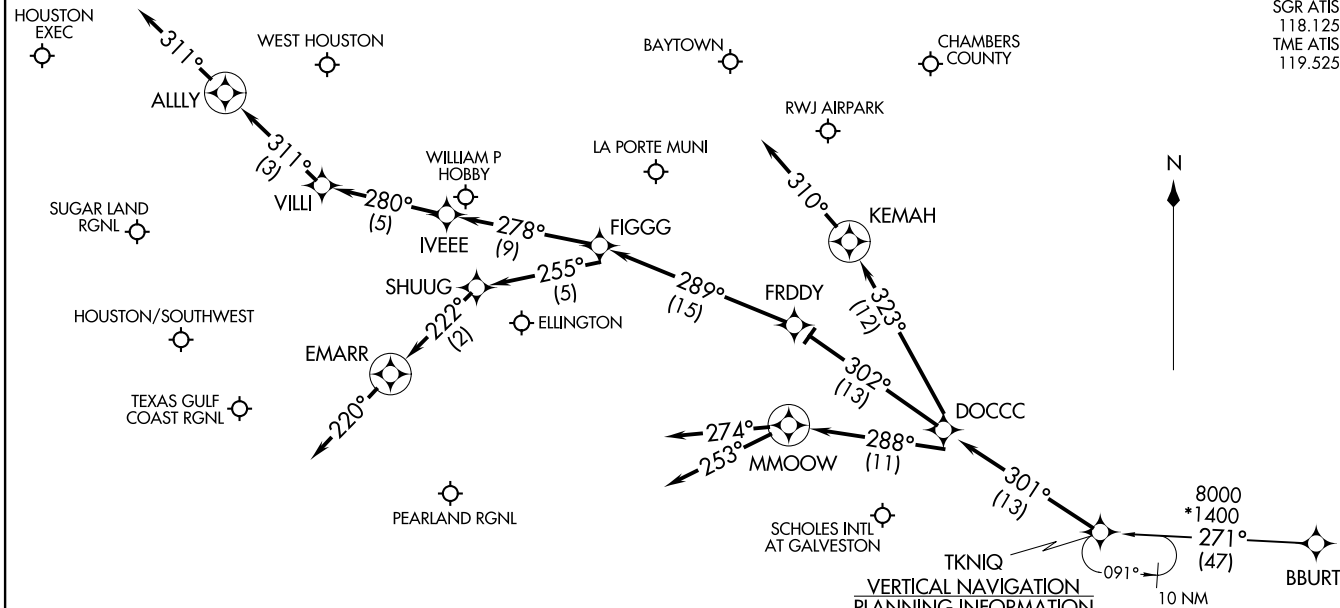 HOUSTON
EXEC
311°
WEST HOUSTON
BAYTOWN
CHAMBERS
COUNTY
SGR ATIS
118.125
TME ATIS
119.525
ALLLY
RWJ AIRPARK
311°
(3)
WILLIAM P
HOBBY
LA PORTE MUNI
N
310°
VILLI
280°
(5)
KEMAH
SUGAR LAND
RGNL
IVEEE
278°
(9)
FIGGG
SHUUG
255°
(5)
289°
(15)
FRDDY
323°
(12)
HOUSTON/SOUTHWEST
222°
(2)
ELLINGTON
EMARR
302°
(13)
TEXAS GULF
COAST RGNL
220°
DOCCC
274°
253°
MMOOW
288°
(11)
301°
(13)
PEARLAND RGNL
SCHOLES INTL
AT GALVESTON
8000
*1400
271°
(47)
TKNIQ
091°
10 NM
BBURT
VERTICAL NAVIGATION
PLANNING INFORMATION